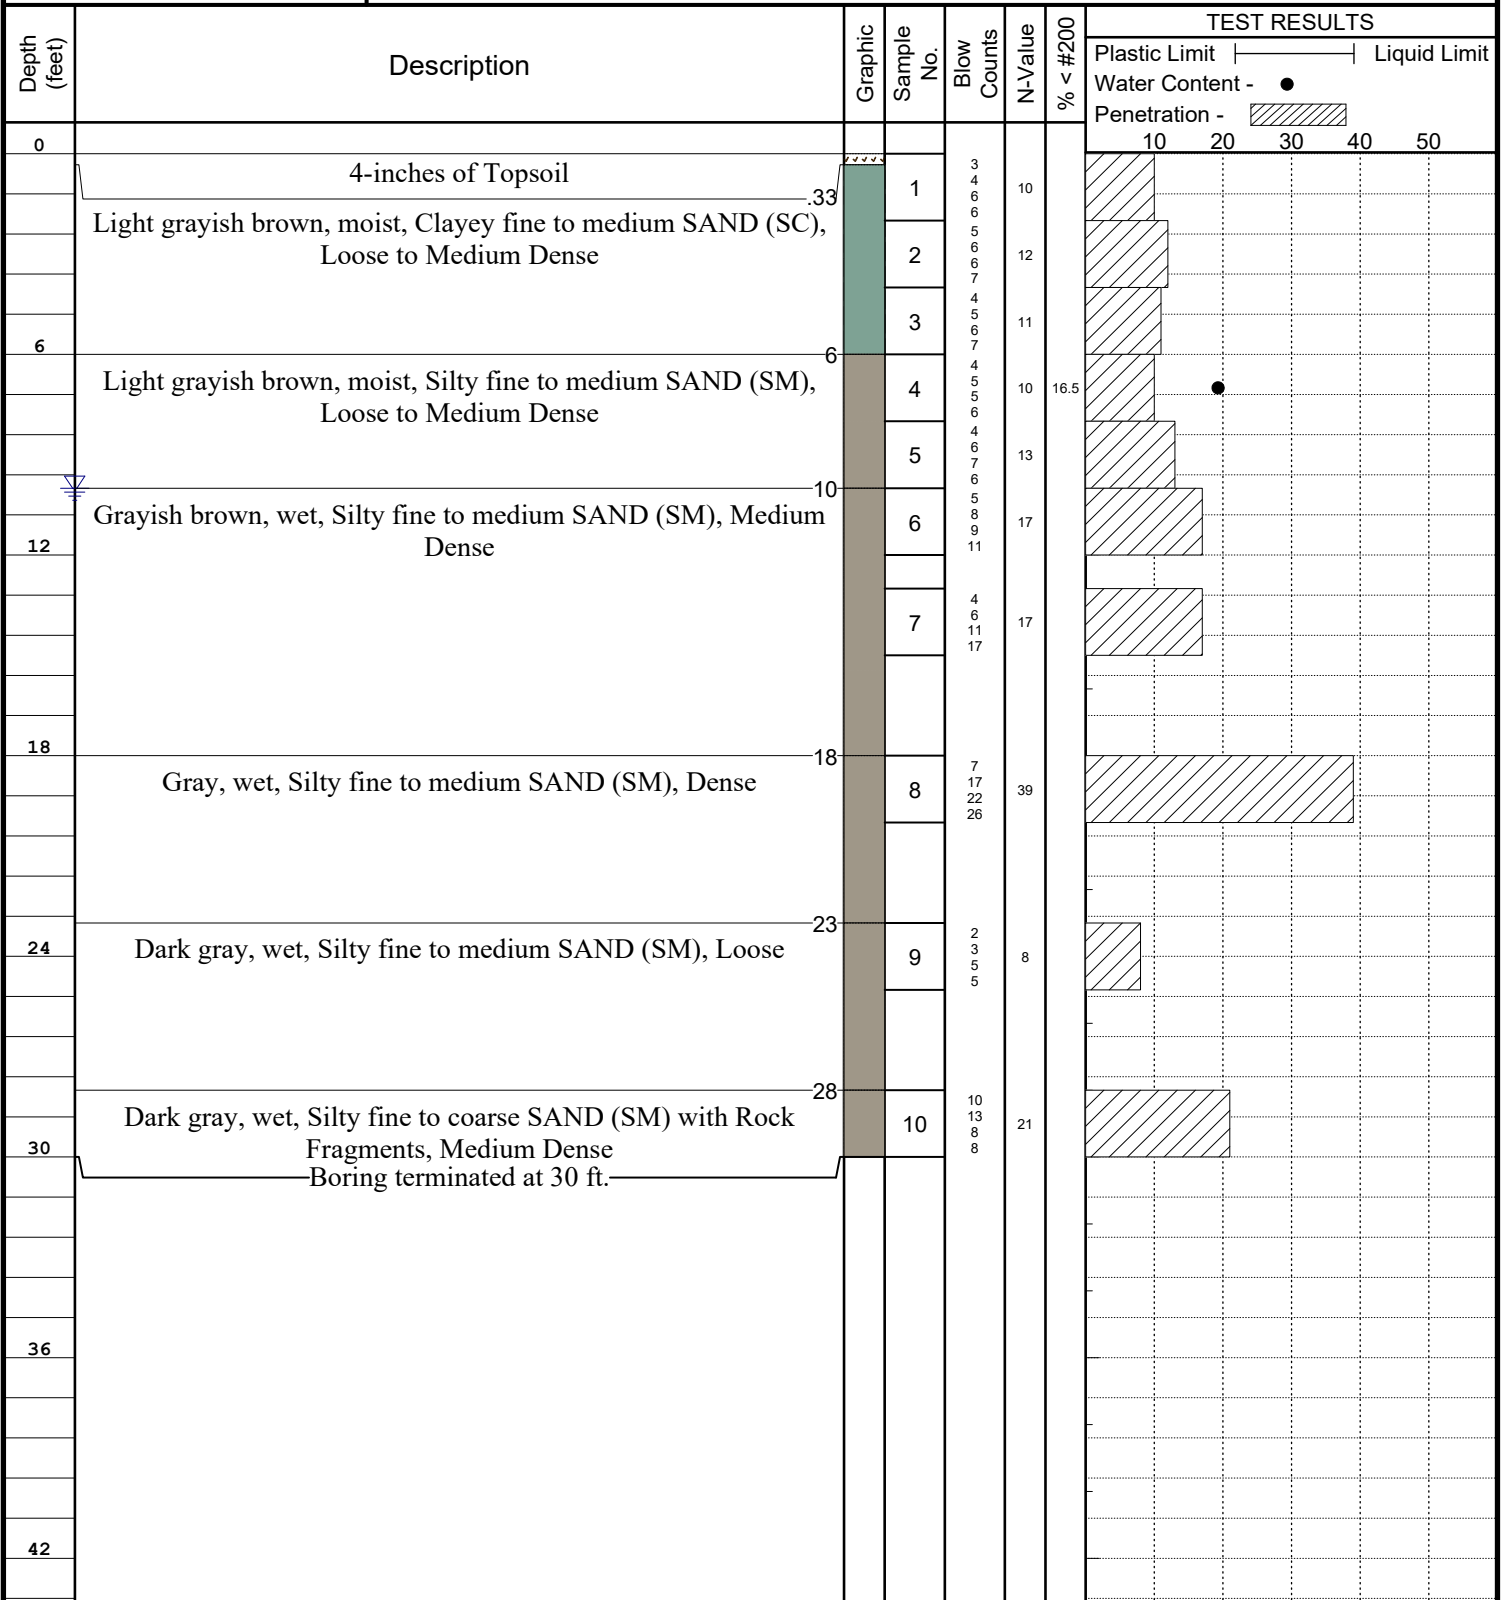 Depth
(feet)
Description
Graphic
Sample
No.
Blow
Counts
N-Value
% < #200
TEST RESULTS
Plastic Limit Liquid Limit
Water Content -
Penetration -
10 20 30 40 50
0
4-inches of Topsoil
.33
Light grayish brown, moist, Clayey fine to medium SAND (SC),
Loose to Medium Dense
1
3
4
6
6
10
2
5
6
6
7
12
3
4
5
6
7
11
6
6
Light grayish brown, moist, Silty fine to medium SAND (SM),
Loose to Medium Dense
4
4
5
5
6
10
16.5
5
4
6
7
6
13
10
Grayish brown, wet, Silty fine to medium SAND (SM), Medium
Dense
6
5
8
9
11
17
12
7
4
6
11
17
17
18
18
Gray, wet, Silty fine to medium SAND (SM), Dense
8
7
17
22
26
39
23
24
Dark gray, wet, Silty fine to medium SAND (SM), Loose
9
2
3
5
5
8
28
Dark gray, wet, Silty fine to coarse SAND (SM) with Rock
Fragments, Medium Dense
10
10
13
8
8
21
30
Boring terminated at 30 ft.
36
42